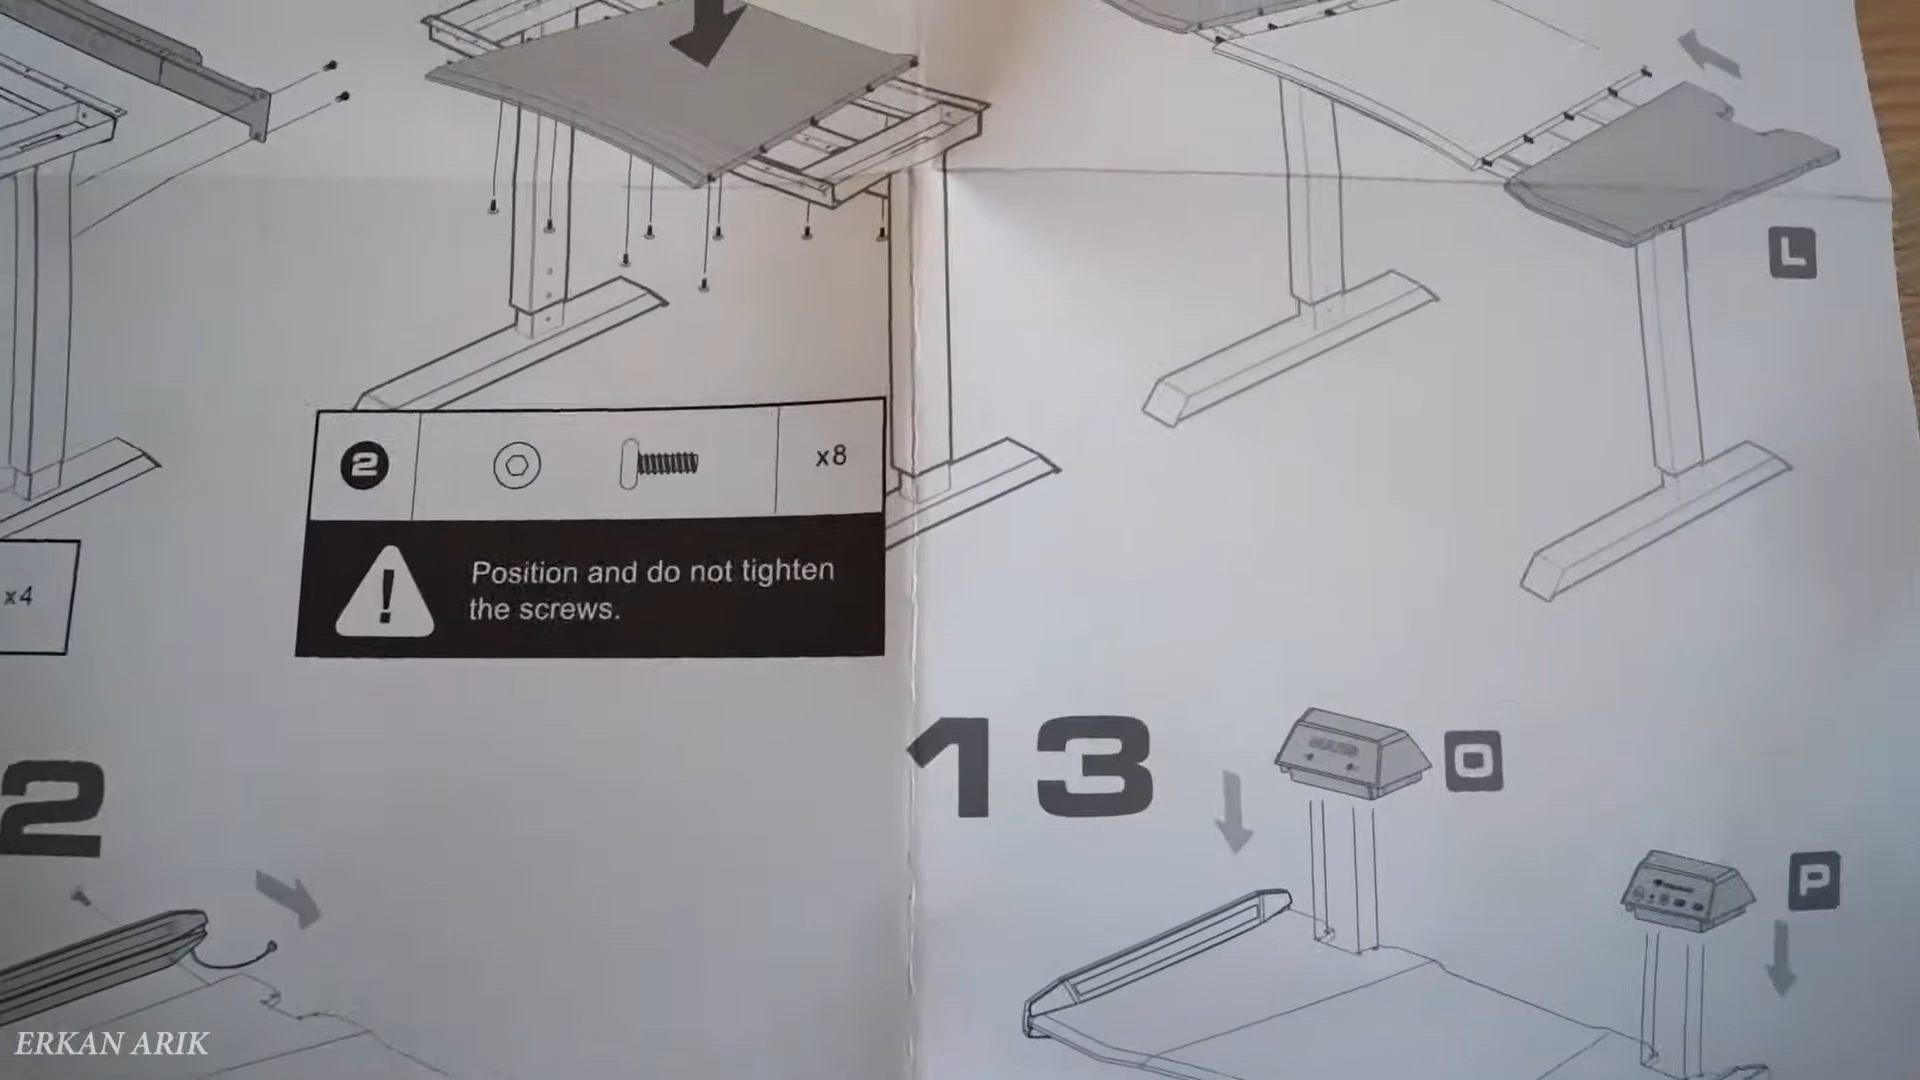 L
2
x8
Position and do not tighten
the screws.
x4
2
13
O
P
ERKAN ARIK